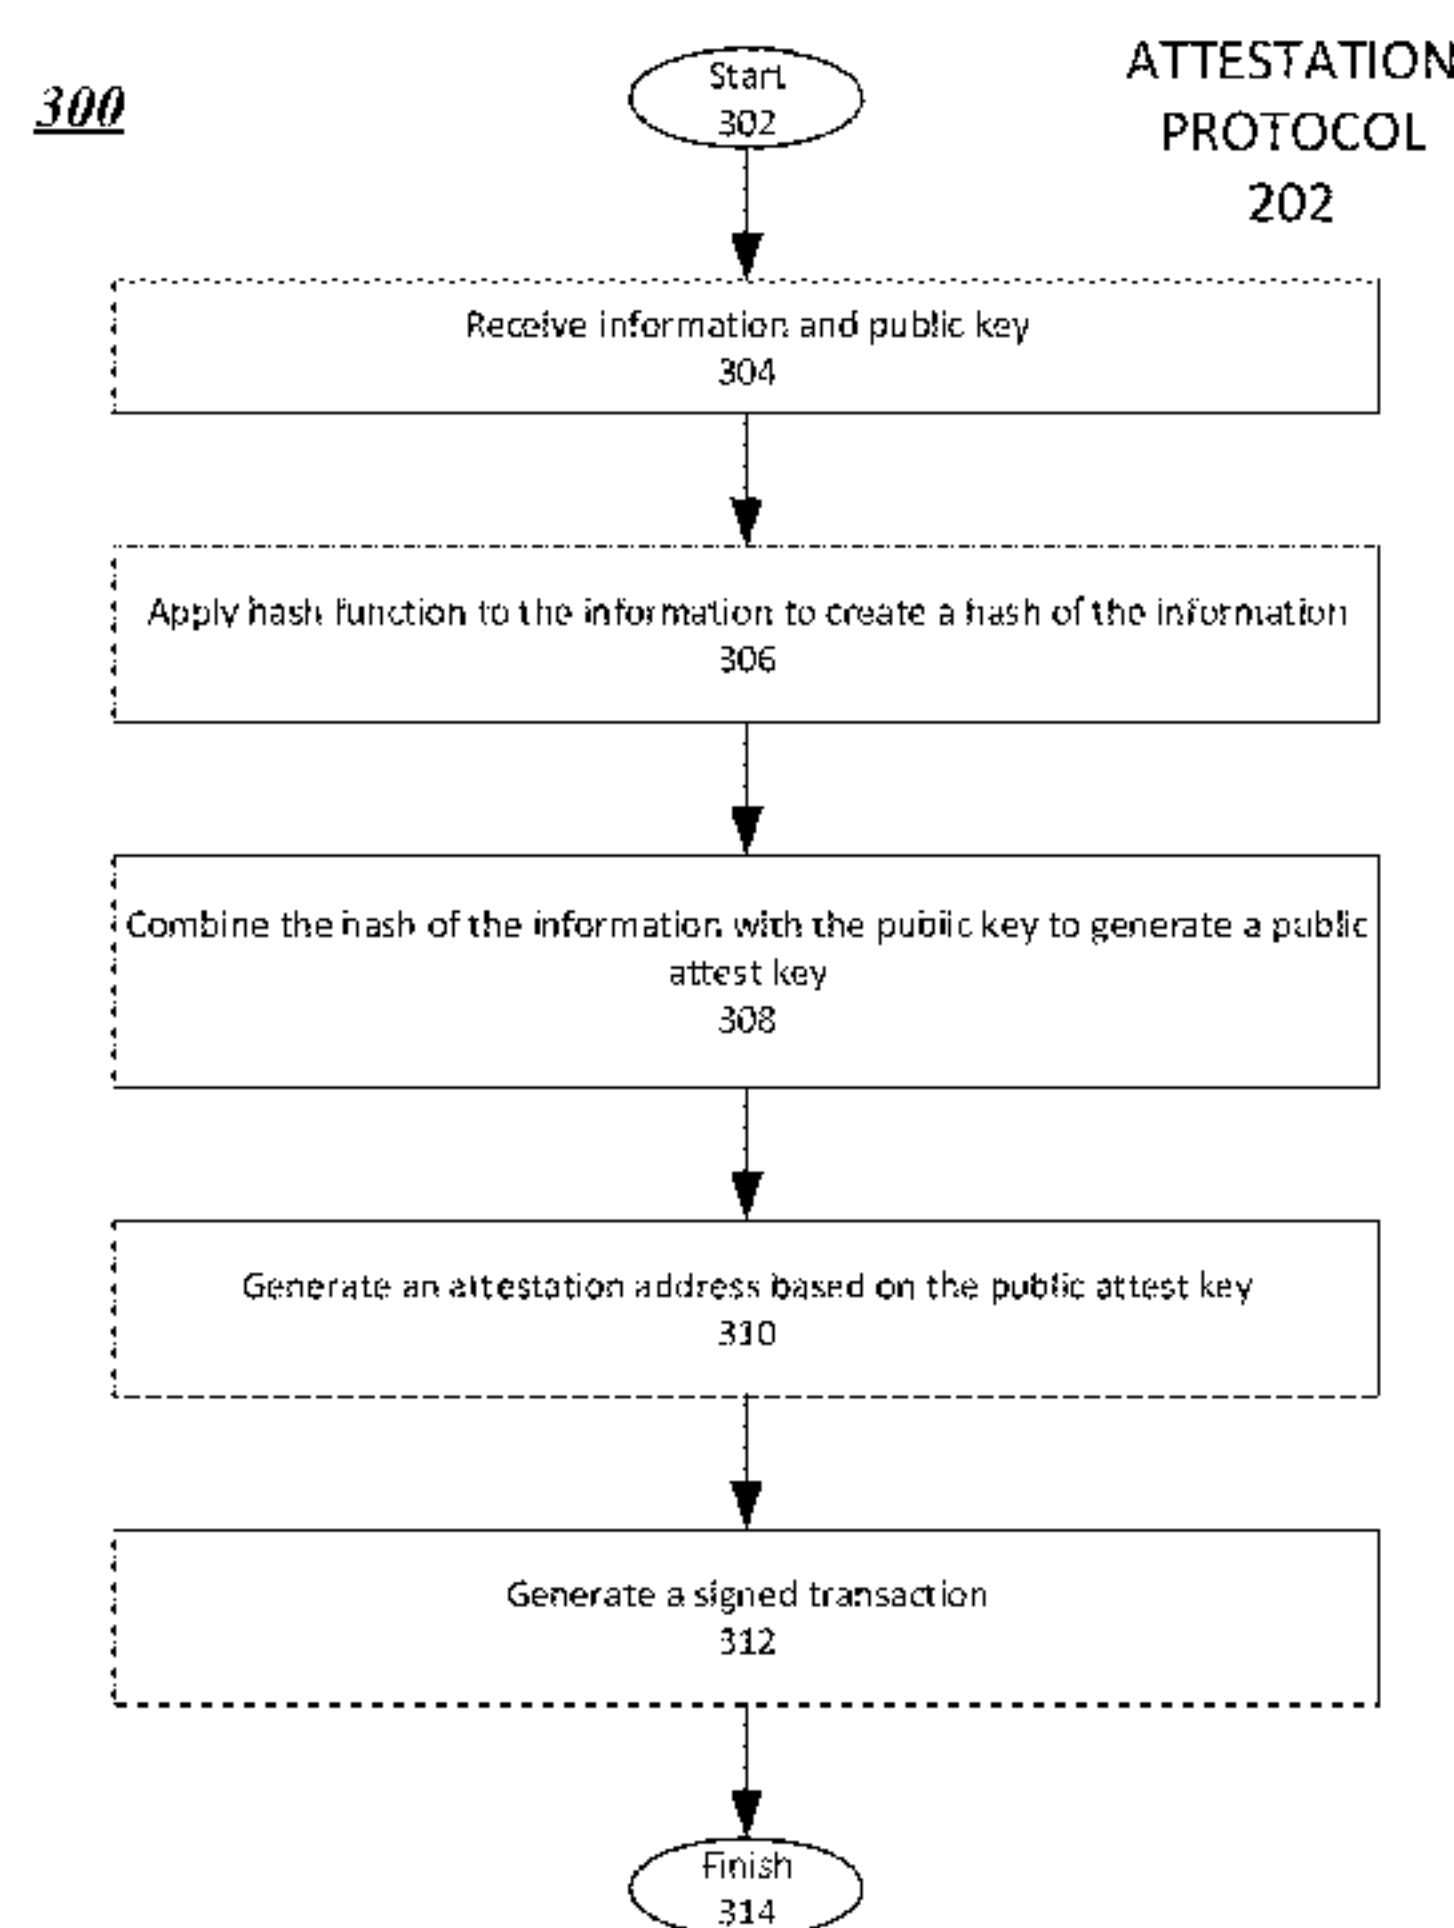 300
ATTESTATION
PROTOCOL
202
Start
302
Receive information and public key
304
Apply hash function to the information to create a hash of the information
306
Combine the hash of the information with the public key to generate a public
attest key
308
Generate an attestation address based on the public attest key
310
Generate a signed transaction
312
Finish
314